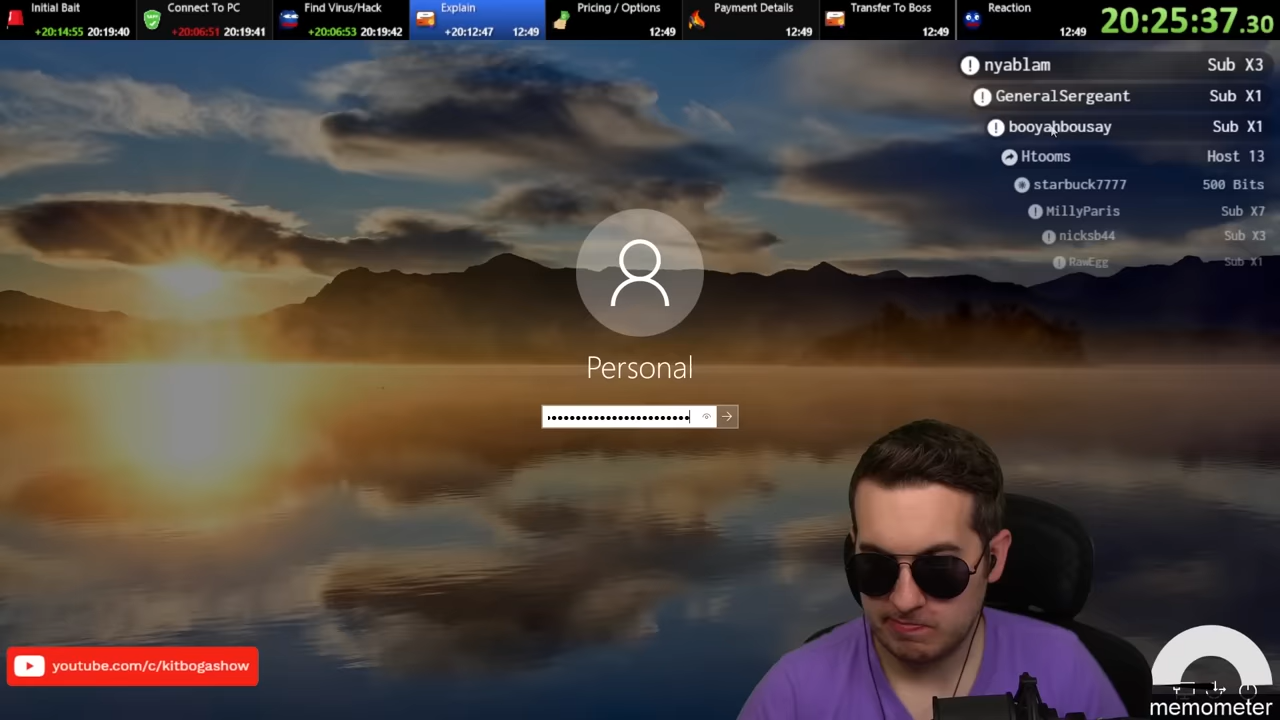 Initial Bait
+20:14:55 20:19:40
Connect To PC
+20:06:51 20:19:41
Find Virus/Hack
+20:06:53 20:19:42
Explain
+20:12:47 12:49
Pricing / Options
12:49
Payment Details
12:49
Transfer To Boss
12:49
Reaction
12:49
20:25:37.30
nyablam Sub X3
GeneralSergeant Sub X1
booyahbousay Sub X1
Htooms Host 13
starbuck7777 500 Bits
MillyParis Sub X7
nicksb44 Sub X3
RawEgg Sub X1
Personal
youtube.com/c/kitbogashow
memometer